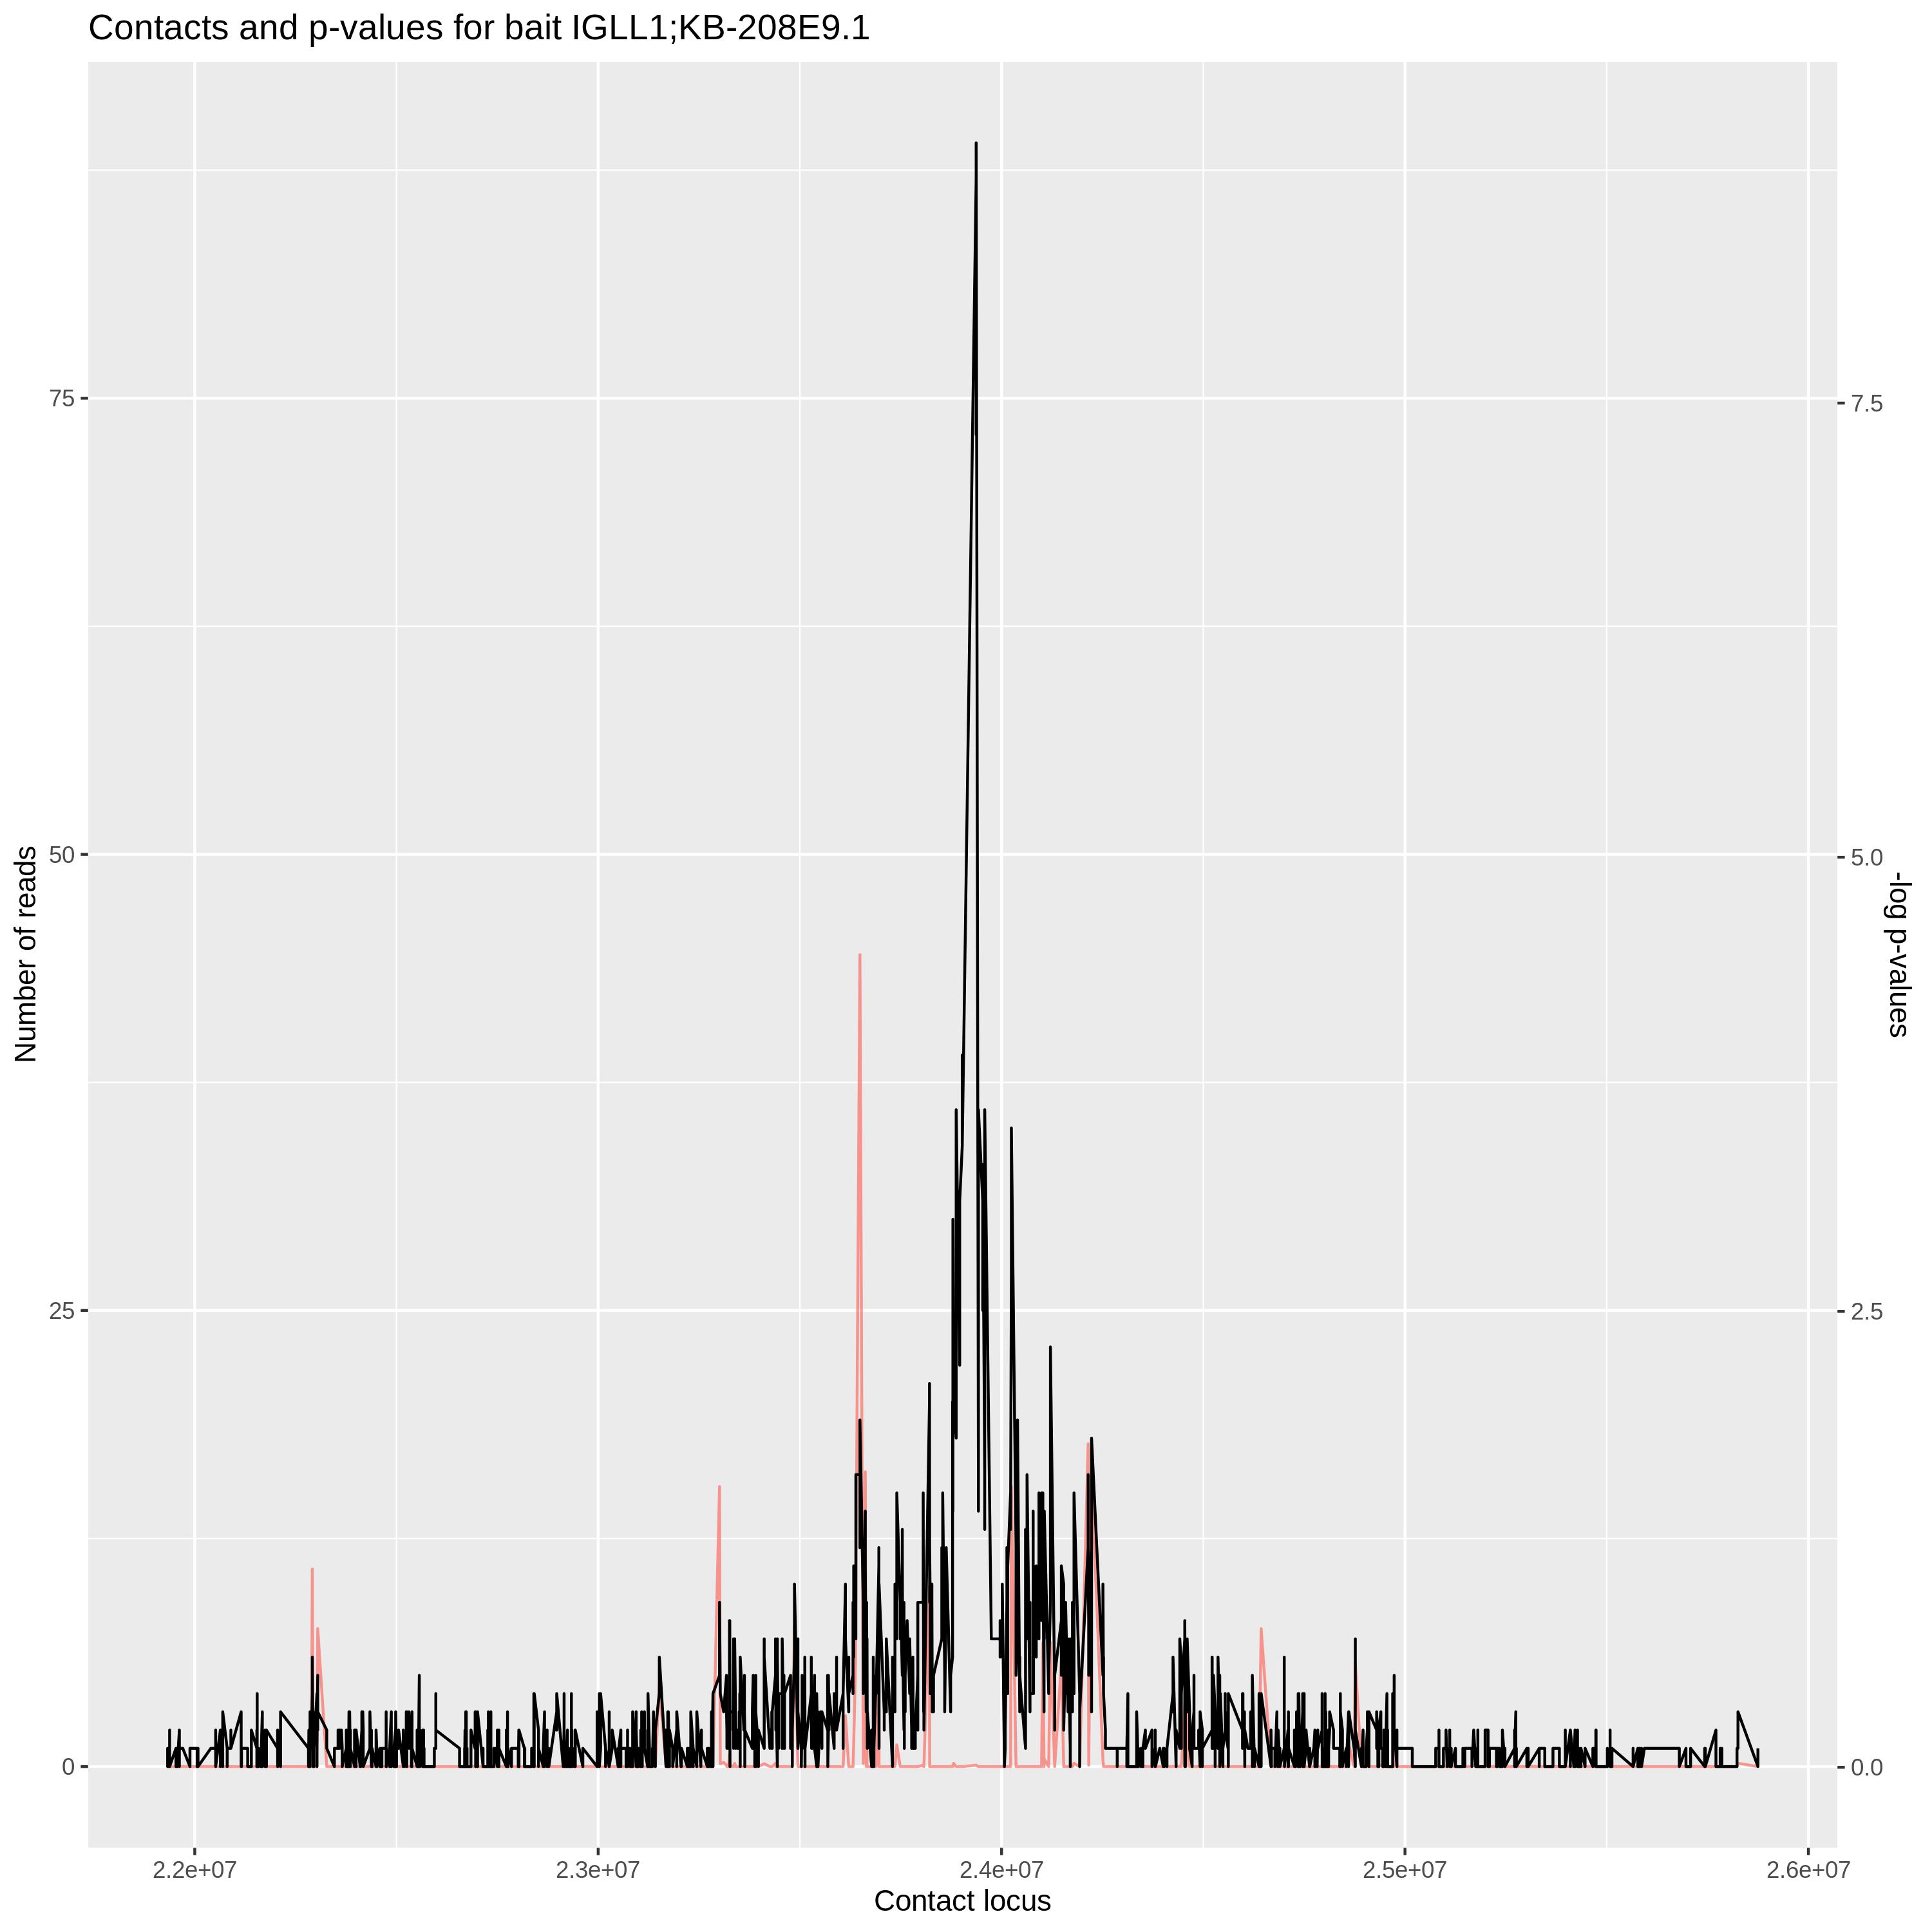 Contacts and p-values for bait IGLL1;KB-208E9.1
75
50
25
0
7.5
5.0
2.5
0.0
Number of reads
-log p-values
2.2e+07 2.3e+07 2.4e+07 2.5e+07 2.6e+07
Contact locus